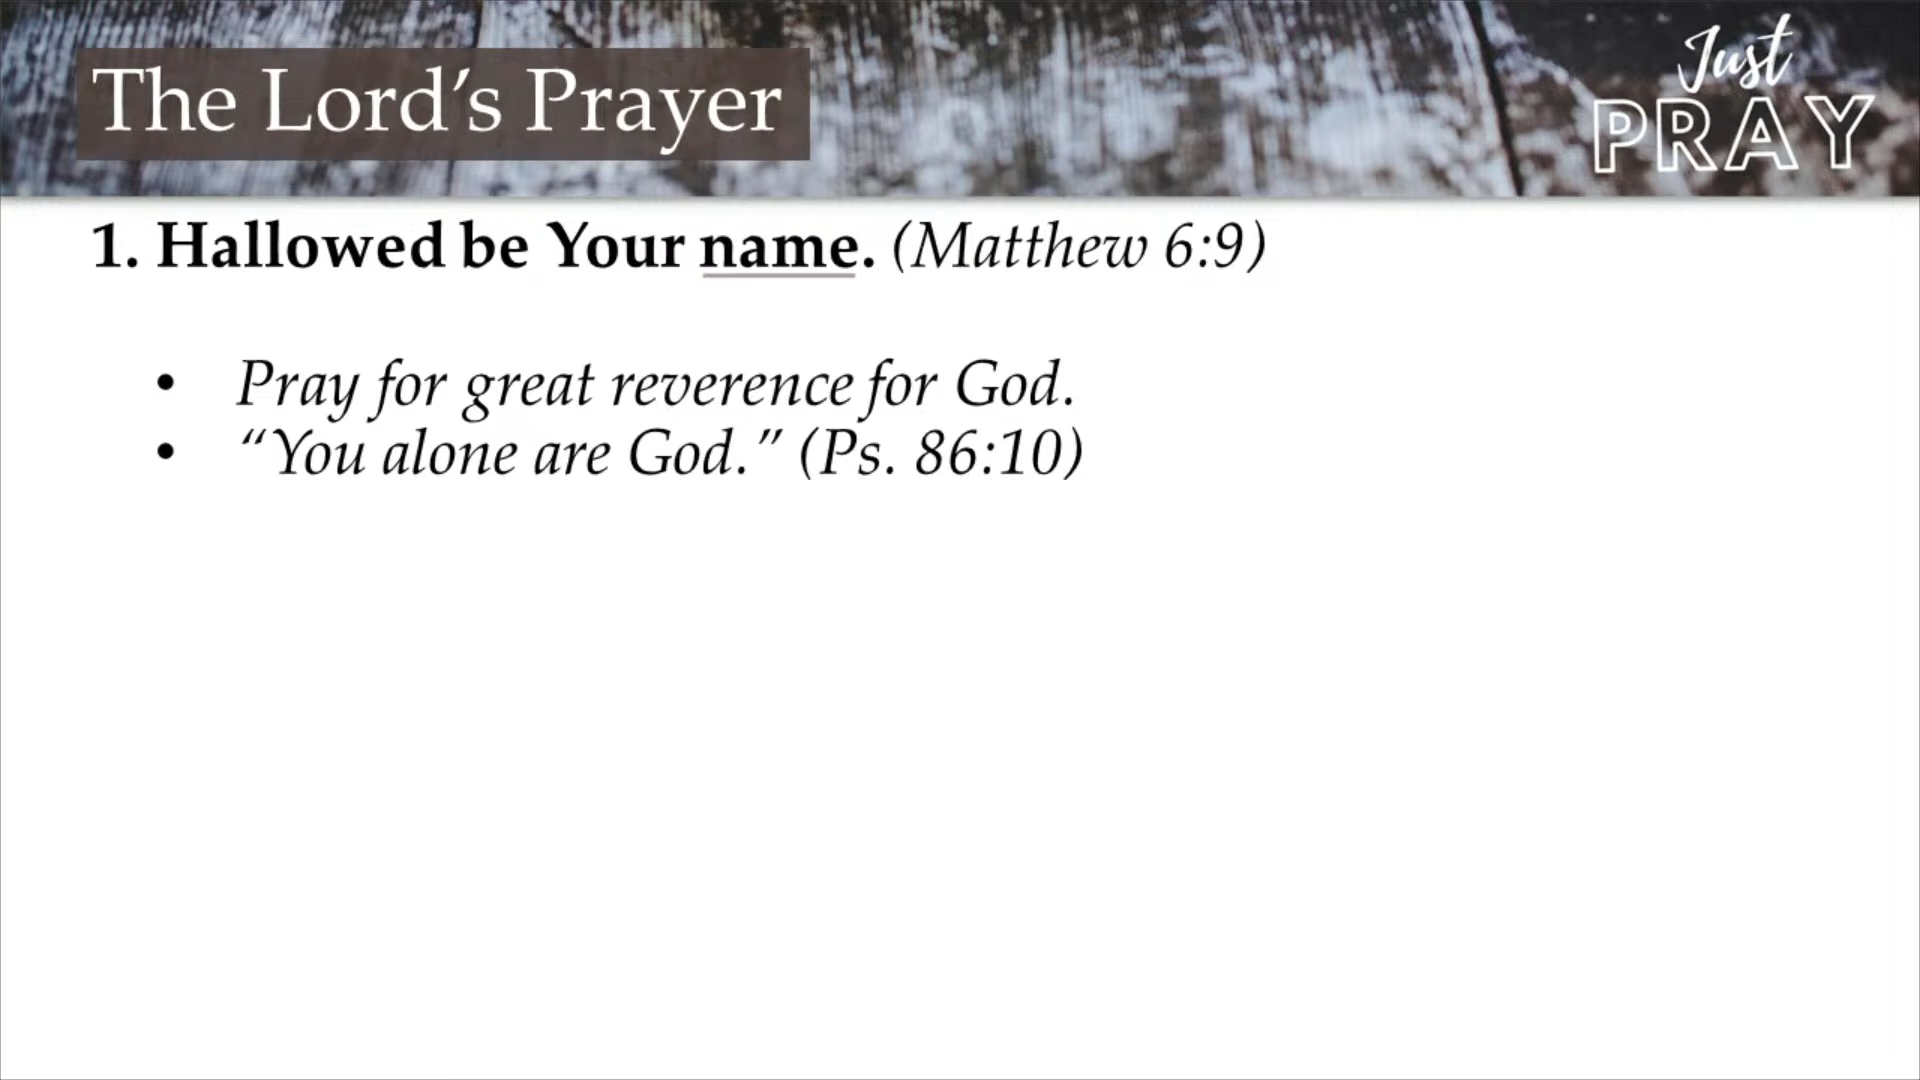 The Lord’s Prayer
Just
PRAY
1. Hallowed be Your name. (Matthew 6:9)
• Pray for great reverence for God.
• “You alone are God.” (Ps. 86:10)